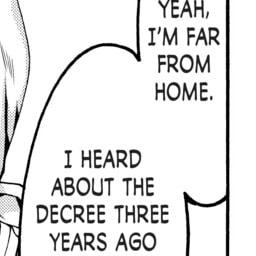 YEAH,
I'M FAR
FROM
HOME.
I HEARD
ABOUT THE
DECREE THREE
YEARS AGO